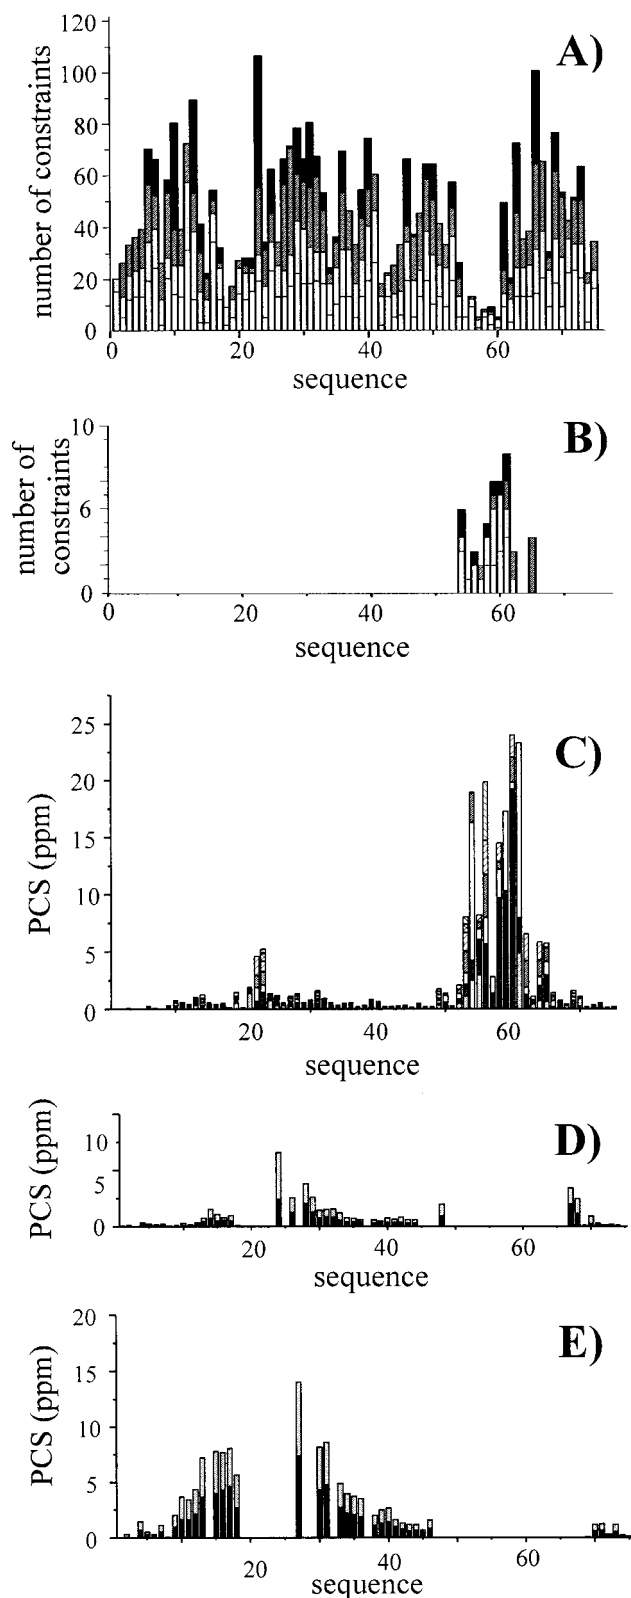 A)
number of constraints
120
100
80
60
40
20
0
0 20 40 60
sequence
B)
number of
constraints
10
6
0
0 20 40 60
sequence
C)
PCS (ppm)
25
20
15
10
5
0
20 40 60
sequence
D)
PCS (ppm)
10
5
0
20 40 60
sequence
E)
PCS (ppm)
20
15
10
5
0
20 40 60
sequence